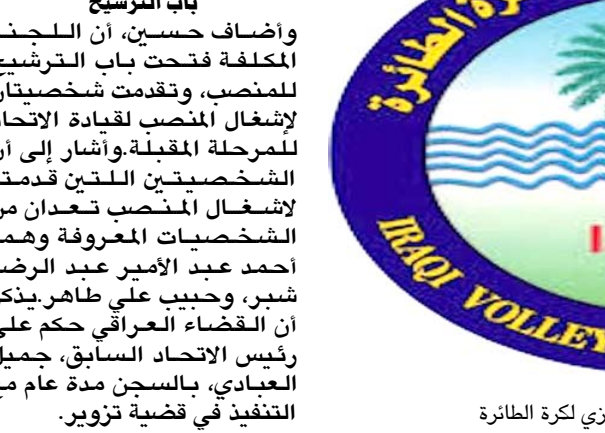 باب الترشيح
وأضاف حسين، أن اللجنة
المكلفة فتحت باب الترشيح
للمنصب، وتقدمت شخصيتان
لإشغال المنصب لقيادة الاتحاد
للمرحلة المقبلة.وأشار إلى أن
الشخصيتين اللتين قدمتا
لاشغال المنصب تعدان من
الشخصيات المعروفة وهما
أحمد عبد الأمير عبد الرضا
شبر، وحبيب علي طاهر.يذكر
أن القضاء العراقي حكم على
رئيس الاتحاد السابق، جميل
العبادي، بالسجن مدة عام مع
التنفيذ في قضية تزوير.
الطائرة
IRAQI VOLLEY
لكرة الطائرة